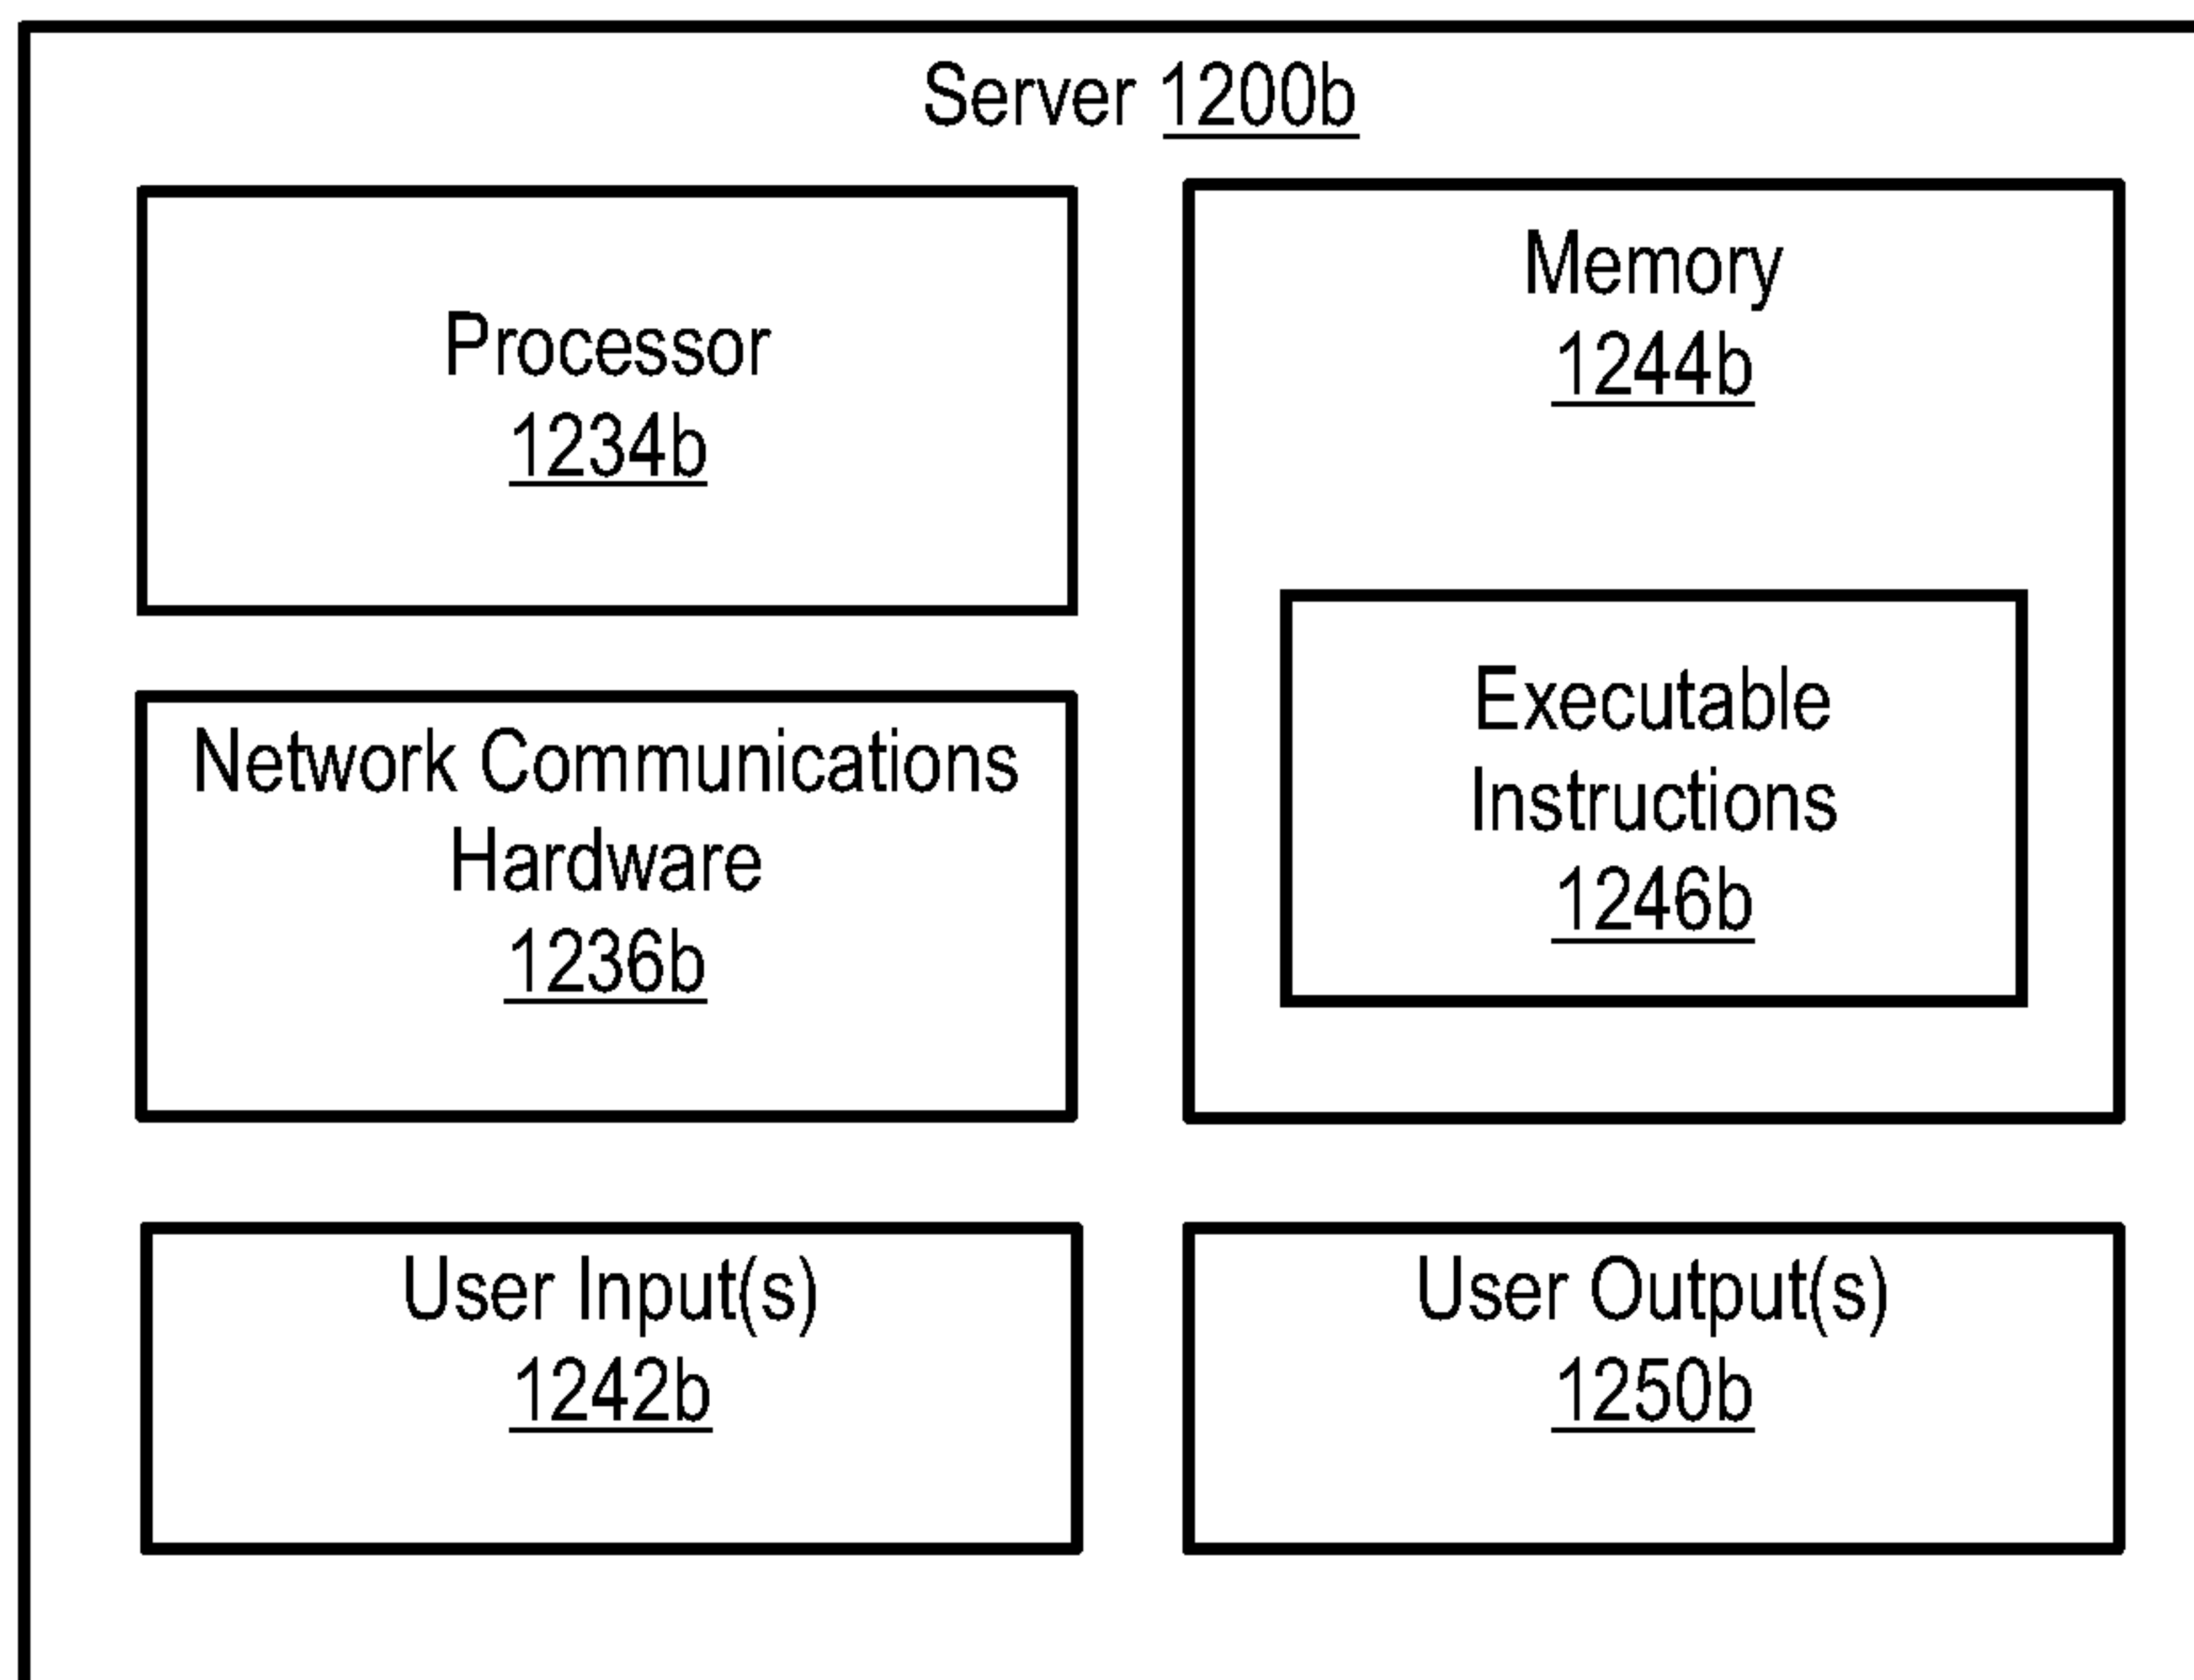 Server 1200b
Processor
1234b
Memory
1244b
Executable
Instructions
1246b
Network Communications
Hardware
1236b
User Input(s)
1242b
User Output(s)
1250b